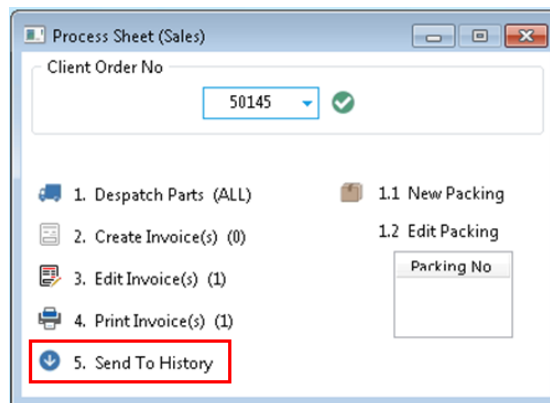 Process Sheet (Sales)
Client Order No
50145
1. Despatch Parts (ALL)
2. Create Invoice(s) (0)
3. Edit Invoice(s) (1)
4. Print Invoice(s) (1)
5. Send To History
1.1 New Packing
1.2 Edit Packing
Packing No